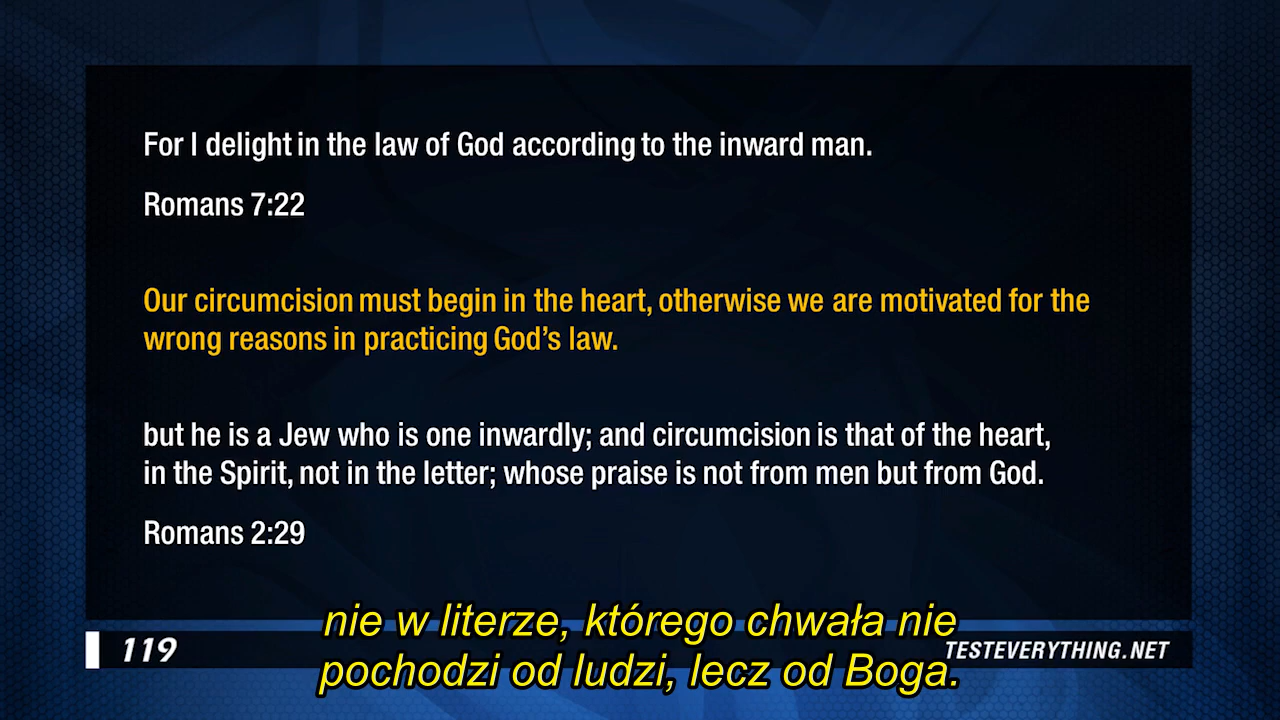 For I delight in the law of God according to the inward man.
Romans 7:22
Our circumcision must begin in the heart, otherwise we are motivated for the
wrong reasons in practicing God's law.
but he is a Jew who is one inwardly; and circumcision is that of the heart,
in the Spirit, not in the letter; whose praise is not from men but from God.
Romans 2:29
nie w literze, którego chwała nie
pochodzi od ludzi, lecz od Boga.
119
TESTEVERYTHING.NET